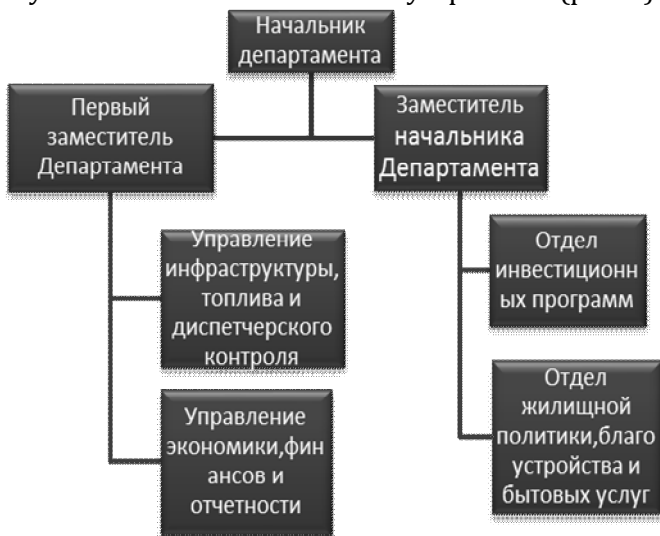 Начальник
департамента
Первый
заместитель
Департамента
Заместитель
начальника
Департамента
Управление
инфраструктуры,
топлива и
диспетчерского
контроля
Отдел
инвестиционн
ых программ
Управление
экономики,фин
ансов и
отчетности
Отдел
жилищной
политики,благо
устройства и
бытовых услуг